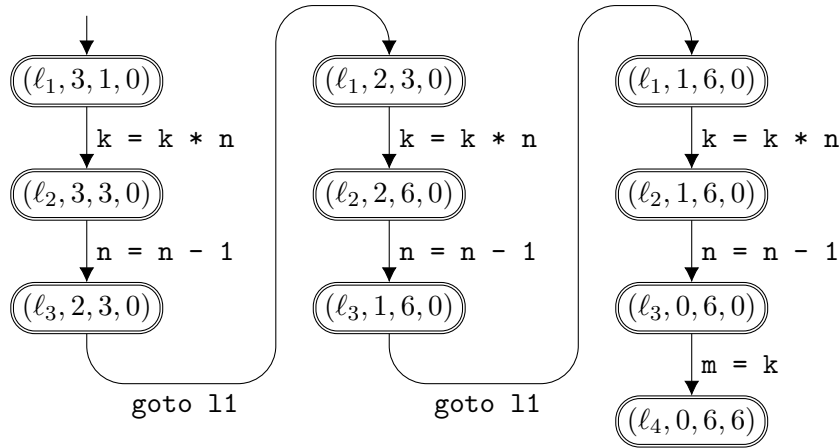 (ℓ₁, 3, 1, 0)
k = k * n
(ℓ₂, 3, 3, 0)
n = n - 1
(ℓ₃, 2, 3, 0)
goto l1
(ℓ₁, 2, 3, 0)
k = k * n
(ℓ₂, 2, 6, 0)
n = n - 1
(ℓ₃, 1, 6, 0)
goto l1
(ℓ₁, 1, 6, 0)
k = k * n
(ℓ₂, 1, 6, 0)
n = n - 1
(ℓ₃, 0, 6, 0)
m = k
(ℓ₄, 0, 6, 6)